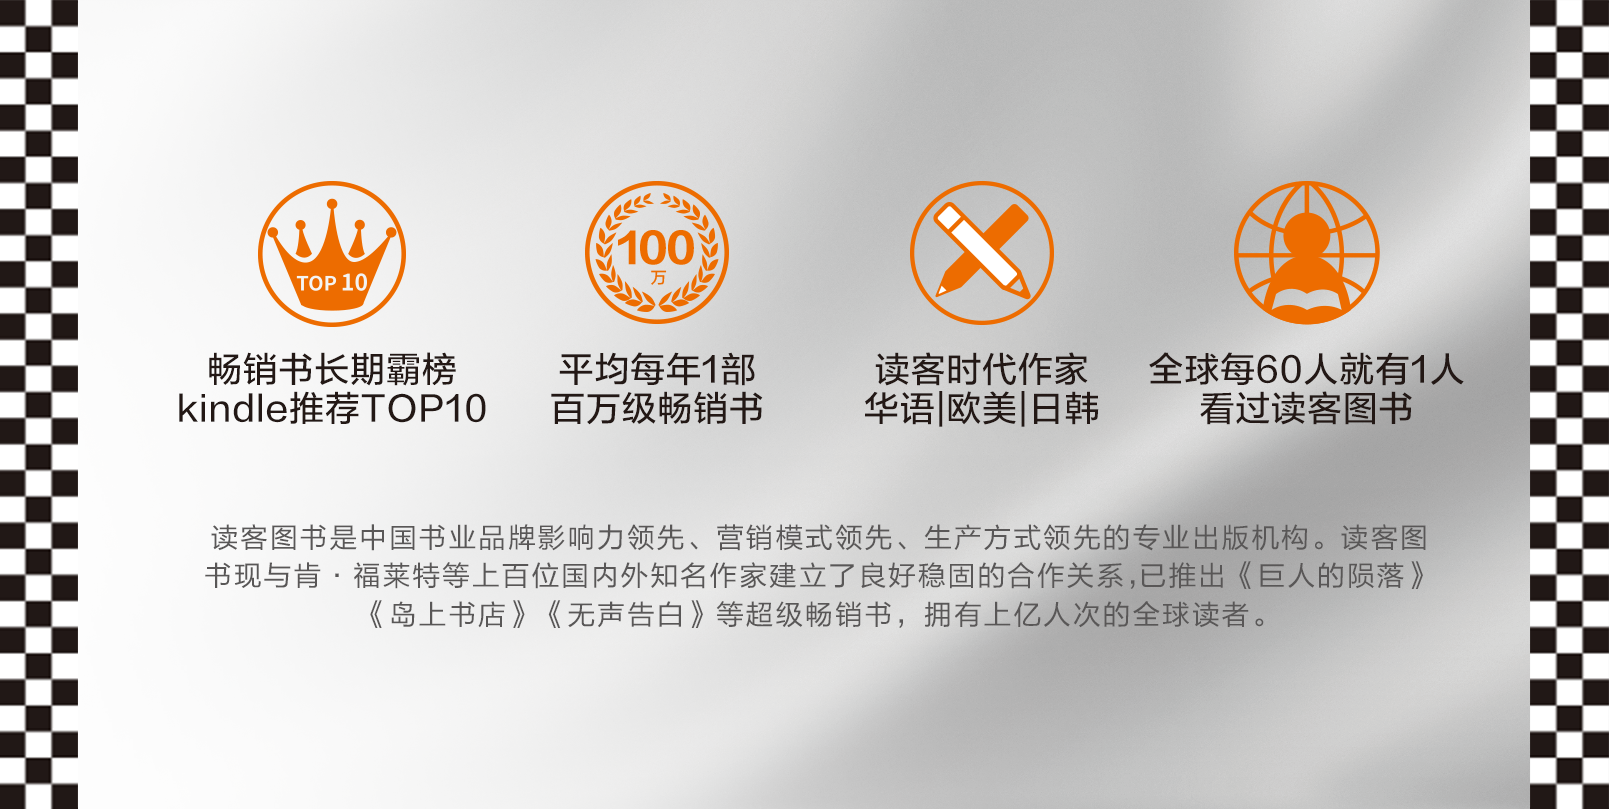 TOP 10
100
万
畅销书长期霸榜
kindle推荐TOP10
平均每年1部
百万级畅销书
读客时代作家
华语|欧美|日韩
全球每60人就有1人
看过读客图书
读客图书是中国书业品牌影响力领先、营销模式领先、生产方式领先的专业出版机构。读客图
书现与肯·福莱特等上百位国内外知名作家建立了良好稳固的合作关系,已推出《巨人的陨落》
《岛上书店》《无声告白》等超级畅销书，拥有上亿人次的全球读者。